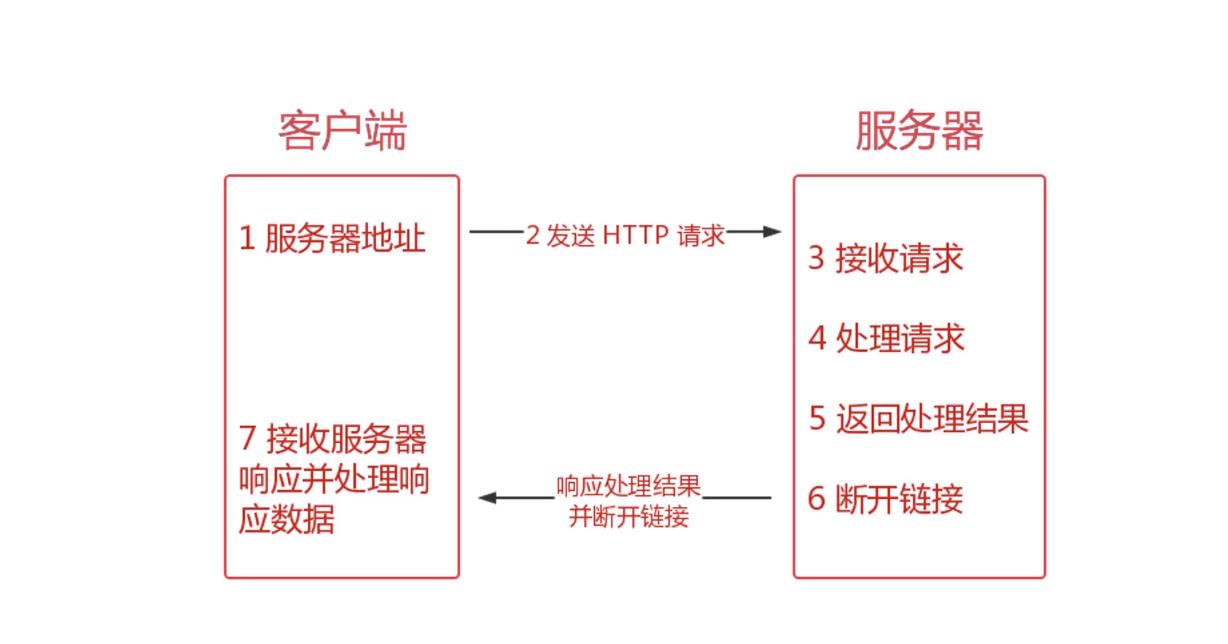 客户端
服务器
1 服务器地址
2 发送 HTTP 请求
3 接收请求
4 处理请求
5 返回处理结果
6 断开链接
响应处理结果
并断开链接
7 接收服务器
响应并处理响
应数据